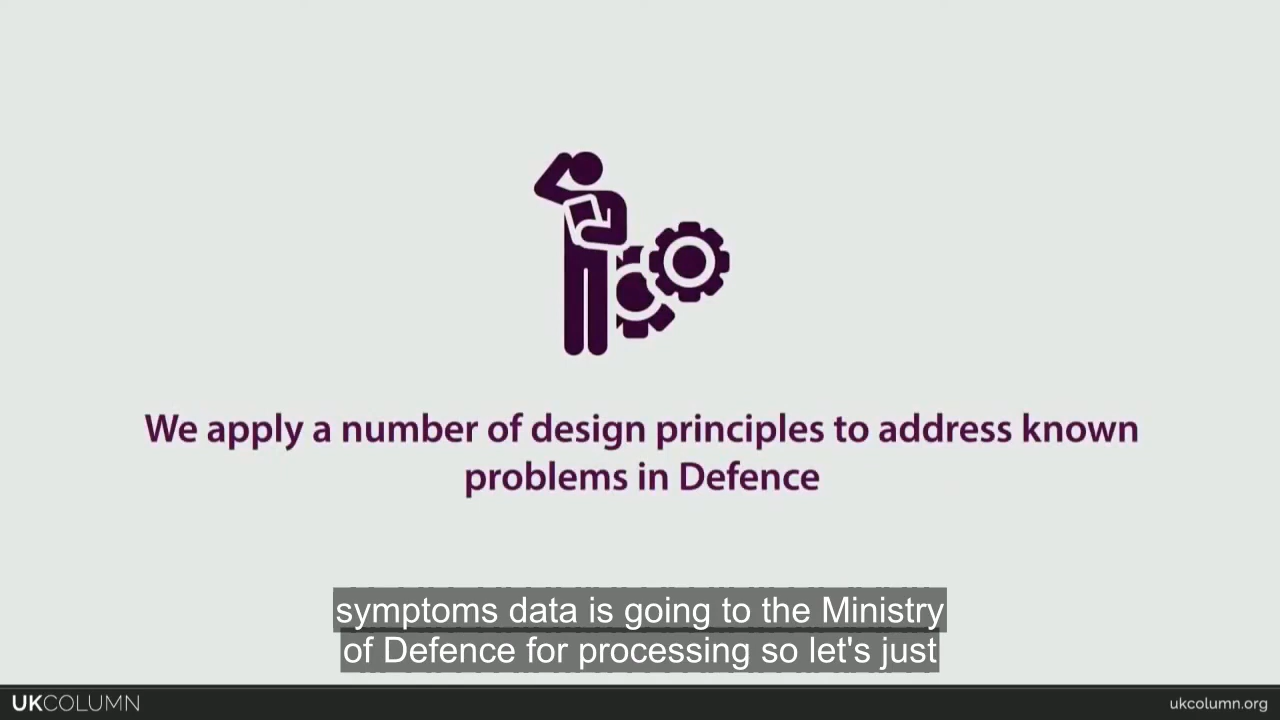 We apply a number of design principles to address known
problems in Defence
symptoms data is going to the Ministry
of Defence for processing so let's just
UKCOLUMN
ukcolumn.org